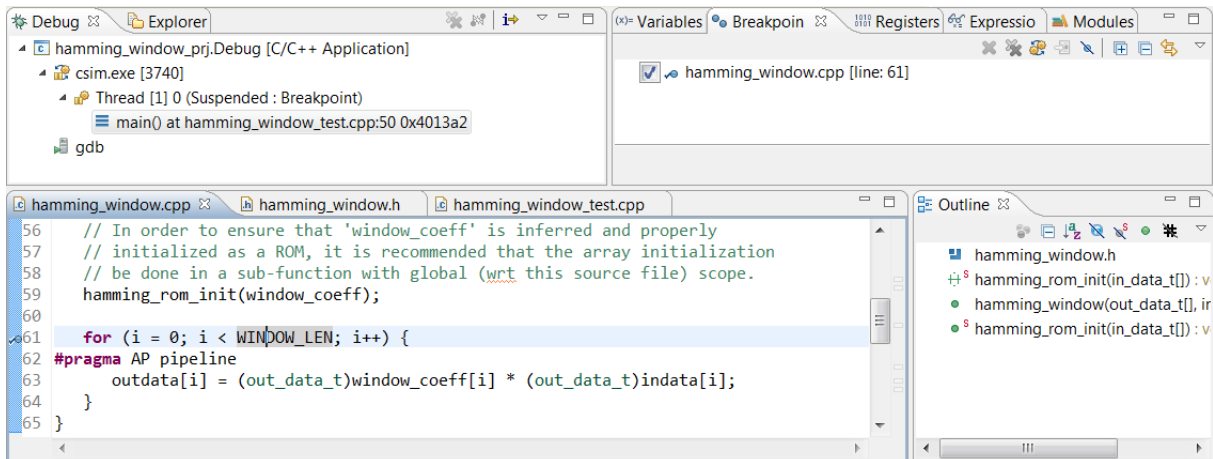 Debug Explorer
hamming_window_prj.Debug [C/C++ Application]
csim.exe [3740]
Thread [1] 0 (Suspended : Breakpoint)
main() at hamming_window_test.cpp:50 0x4013a2
gdb
(x)= Variables Breakpoin 1010 Registers Expressio Modules
hamming_window.cpp [line: 61]
hamming_window.cpp hamming_window.h hamming_window_test.cpp
56 // In order to ensure that 'window_coeff' is inferred and properly
57 // initialized as a ROM, it is recommended that the array initialization
58 // be done in a sub-function with global (wrt this source file) scope.
59 hamming_rom_init(window_coeff);
60
61 for (i = 0; i < WINDOW_LEN; i++) {
62 #pragma AP pipeline
63 outdata[i] = (out_data_t)window_coeff[i] * (out_data_t)indata[i];
64 }
65 }
Outline
hamming_window.h
hamming_rom_init(in_data_t[]) : v
hamming_window(out_data_t[], ir
hamming_rom_init(in_data_t[]) : v